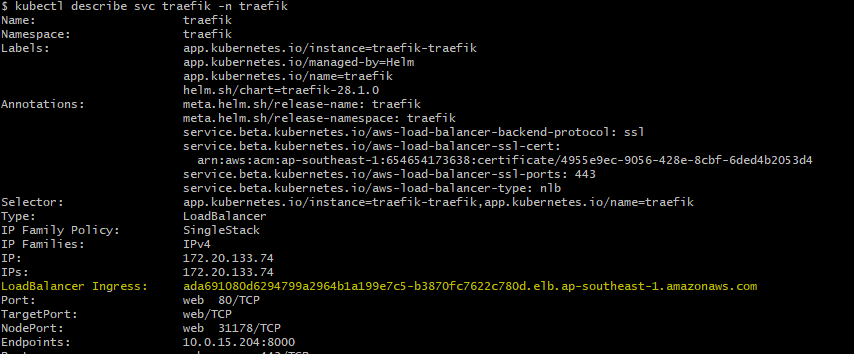 $ kubectl describe svc traefik -n traefik
Name: traefik
Namespace: traefik
Labels: app.kubernetes.io/instance=traefik-traefik
app.kubernetes.io/managed-by=Helm
app.kubernetes.io/name=traefik
helm.sh/chart=traefik-28.1.0
Annotations: meta.helm.sh/release-name: traefik
meta.helm.sh/release-namespace: traefik
service.beta.kubernetes.io/aws-load-balancer-backend-protocol: ssl
service.beta.kubernetes.io/aws-load-balancer-ssl-cert:
arn:aws:acm:ap-southeast-1:654654173638:certificate/4955e9ec-9056-428e-8cbf-6ded4b2053d4
service.beta.kubernetes.io/aws-load-balancer-ssl-ports: 443
service.beta.kubernetes.io/aws-load-balancer-type: nlb
Selector: app.kubernetes.io/instance=traefik-traefik,app.kubernetes.io/name=traefik
Type: LoadBalancer
IP Family Policy: SingleStack
IP Families: IPv4
IP: 172.20.133.74
IPs: 172.20.133.74
LoadBalancer Ingress: ada691080d6294799a2964b1a199e7c5-b3870fc7622c780d.elb.ap-southeast-1.amazonaws.com
Port: web 80/TCP
TargetPort: web/TCP
NodePort: web 31178/TCP
Endpoints: 10.0.15.204:8000